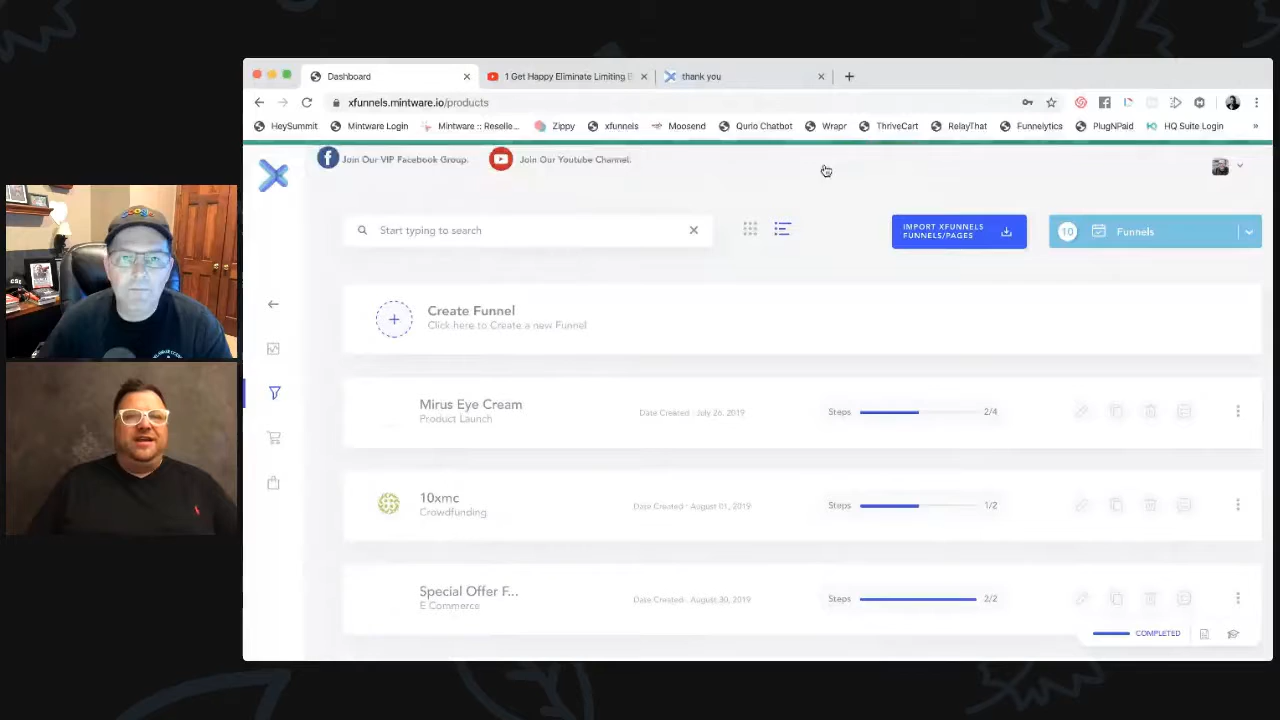 Dashboard
1 Get Happy Eliminate Limiting B
thank you
xfunnels.mintware.io/products
HeySummit
Mintware Login
Mintware :: Reselle...
Zippy
xfunnels
Moosend
Qurio Chatbot
Wrapr
ThriveCart
RelayThat
Funnelytics
PlugNPaid
HQ Suite Login
»
Join Our VIP Facebook Group.
Join Our Youtube Channel.
Start typing to search
IMPORT XFUNNELS
FUNNELS/PAGES
10
Funnels
Create Funnel
Click here to Create a new Funnel
Mirus Eye Cream
Product Launch
Date Created - July 26, 2019
Steps
2/4
10xmc
Crowdfunding
Date Created - August 01, 2019
Steps
1/2
Special Offer F...
E Commerce
Date Created - August 30, 2019
Steps
2/2
COMPLETED
Google